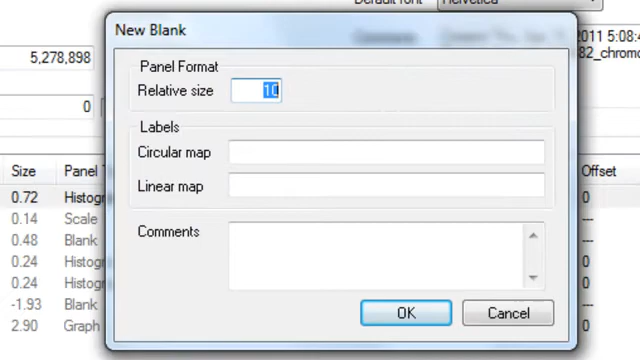 Default font Helvetica
New Blank
2011 5:08:4
5,278,898
82_chromo
Panel Format
Relative size 10
0
Labels
Circular map
Size Panel T Offset
Linear map
0.72 Histogr 0
0.14 Scale ---
Comments
0.48 Blank ---
0.24 Histogr 0
0.24 Histogr 0
-1.93 Blank ---
OK Cancel
2.90 Graph 0